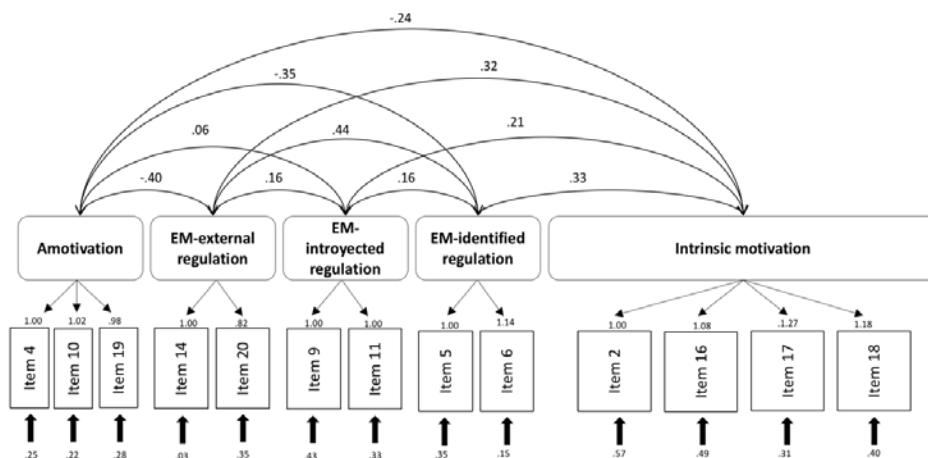 -.24
-.35
.32
.06
.44
.21
-.40
.16
.16
.33
Amotivation
EM-external
regulation
EM-
introyected
regulation
EM-identified
regulation
Intrinsic motivation
1.00 1.02 .98 1.00 .82 1.00 1.00 1.00 1.14 1.00 1.08 .1.27 1.18
Item 4
Item 10
Item 19
Item 14
Item 20
Item 9
Item 11
Item 5
Item 6
Item 2
Item 16
Item 17
Item 18
.25 .22 .28 .03 .35 .43 .33 .35 .15 .57 .49 .31 .40